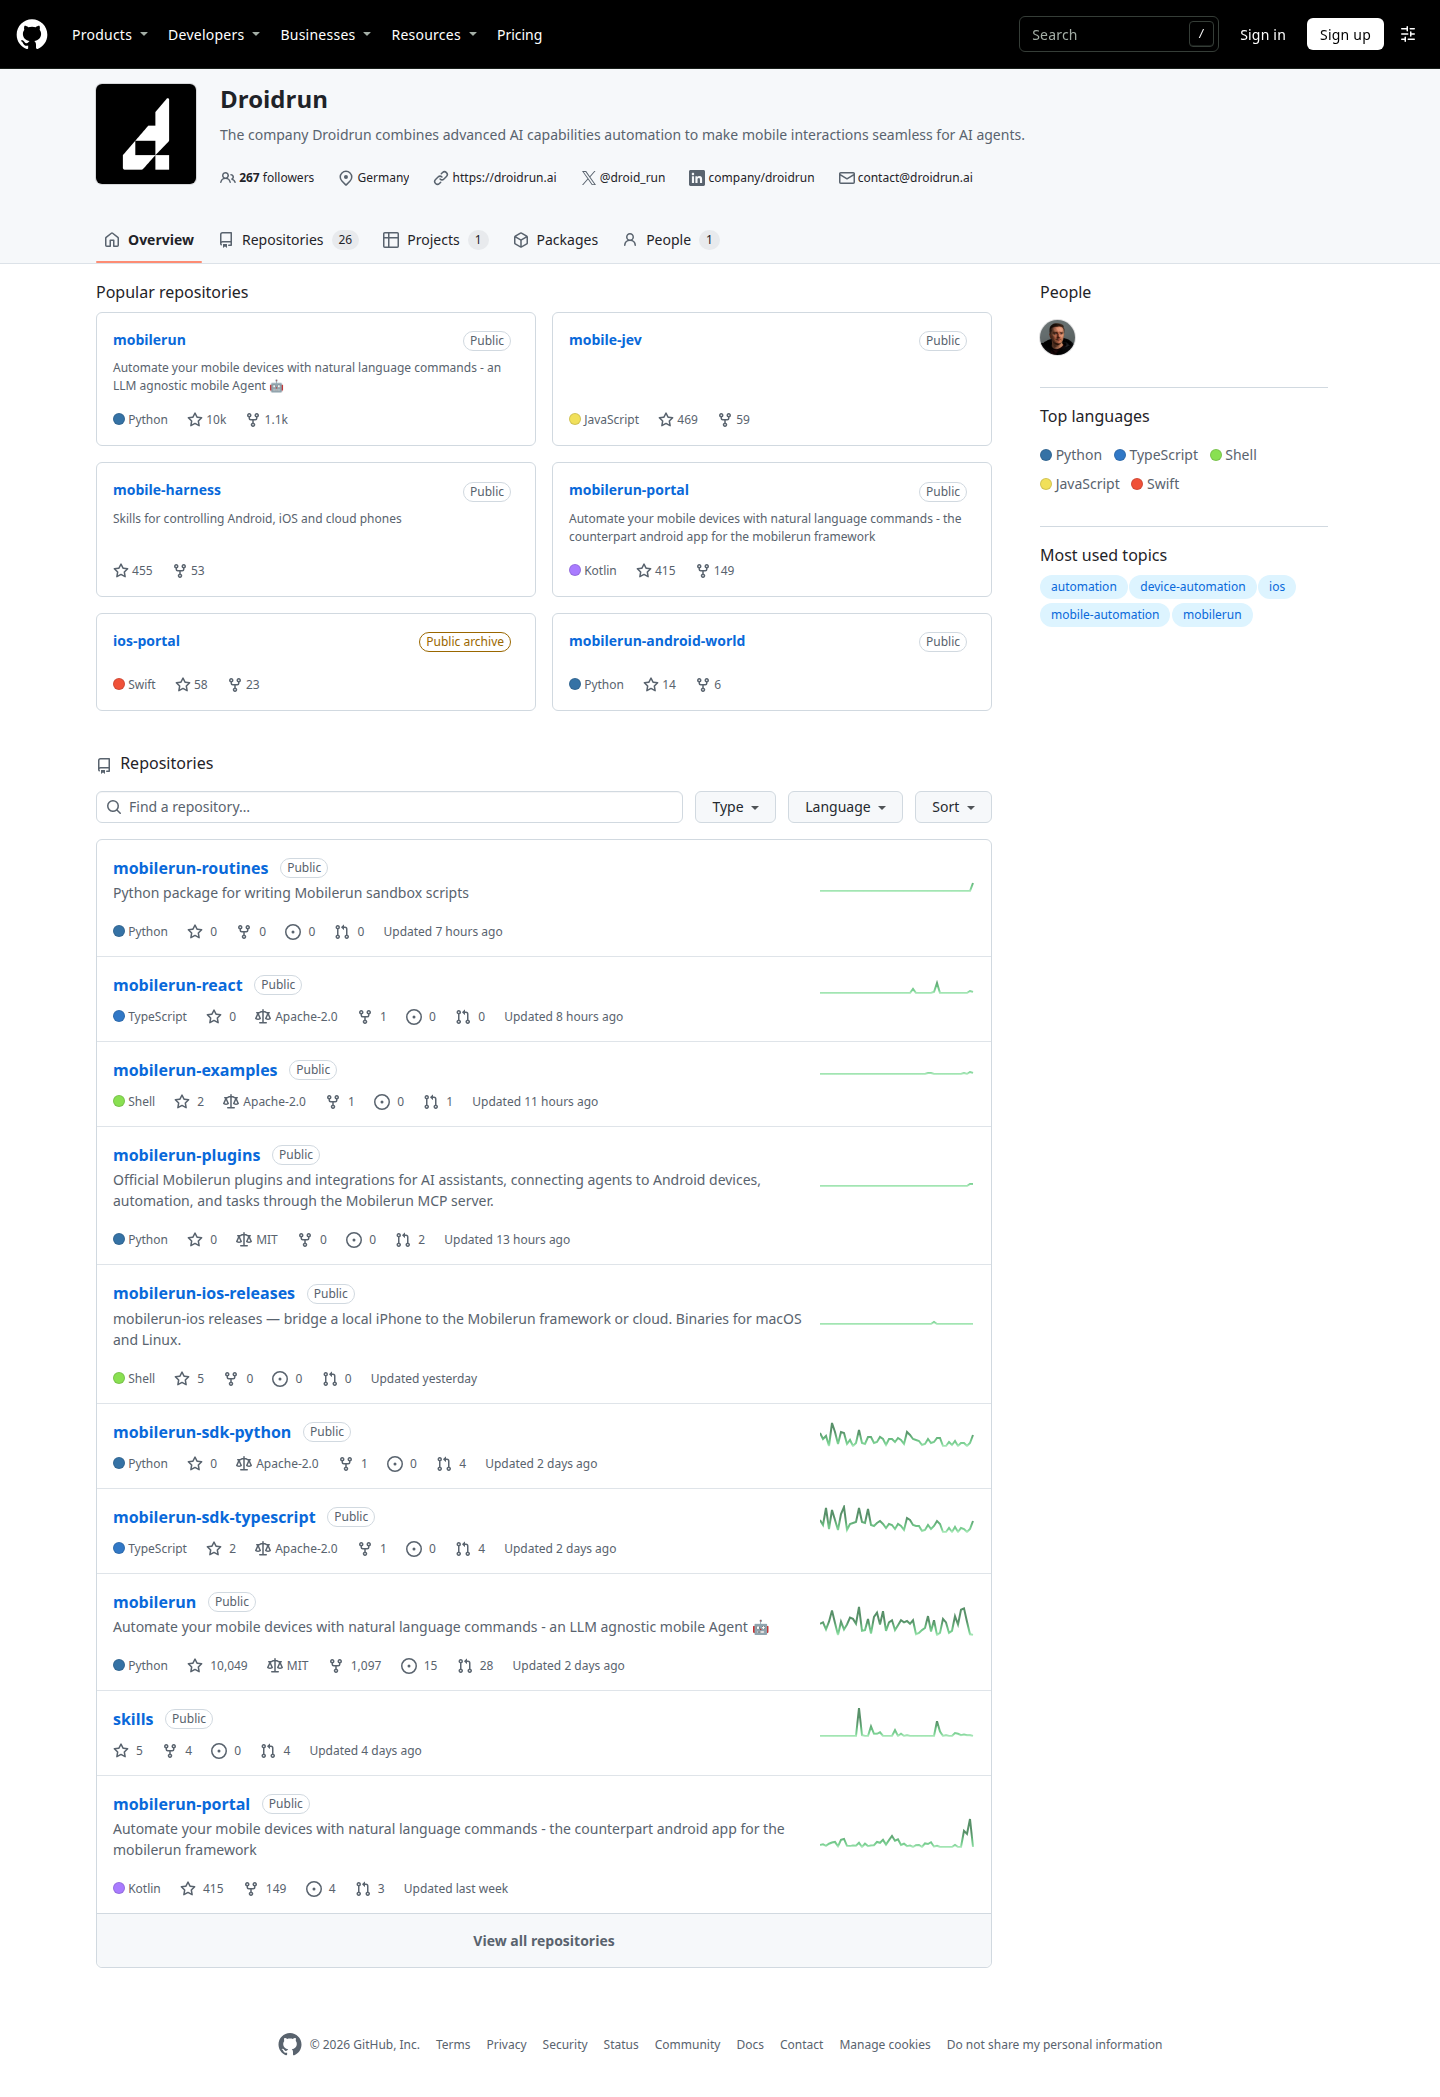 Products Developers Businesses Resources Pricing Search / Sign in Sign up
Droidrun
The company Droidrun combines advanced AI capabilities automation to make mobile interactions seamless for AI agents.
267 followers Germany https://droidrun.ai @droid_run company/droidrun contact@droidrun.ai
Overview Repositories 26 Projects 1 Packages People 1
Popular repositories
mobilerun Public
Automate your mobile devices with natural language commands - an
LLM agnostic mobile Agent 🤖
Python 10k 1.1k
mobile-jev Public
JavaScript 469 59
mobile-harness Public
Skills for controlling Android, iOS and cloud phones
455 53
mobilerun-portal Public
Automate your mobile devices with natural language commands - the
counterpart android app for the mobilerun framework
Kotlin 415 149
ios-portal Public archive
Swift 58 23
mobilerun-android-world Public
Python 14 6
People
Top languages
Python TypeScript Shell
JavaScript Swift
Most used topics
automation device-automation ios
mobile-automation mobilerun
Repositories
Find a repository... Type Language Sort
mobilerun-routines Public
Python package for writing Mobilerun sandbox scripts
Python 0 0 0 0 Updated 7 hours ago
mobilerun-react Public
TypeScript 0 Apache-2.0 1 0 0 Updated 8 hours ago
mobilerun-examples Public
Shell 2 Apache-2.0 1 0 1 Updated 11 hours ago
mobilerun-plugins Public
Official Mobilerun plugins and integrations for AI assistants, connecting agents to Android devices,
automation, and tasks through the Mobilerun MCP server.
Python 0 MIT 0 0 2 Updated 13 hours ago
mobilerun-ios-releases Public
mobilerun-ios releases — bridge a local iPhone to the Mobilerun framework or cloud. Binaries for macOS
and Linux.
Shell 5 0 0 0 Updated yesterday
mobilerun-sdk-python Public
Python 0 Apache-2.0 1 0 4 Updated 2 days ago
mobilerun-sdk-typescript Public
TypeScript 2 Apache-2.0 1 0 4 Updated 2 days ago
mobilerun Public
Automate your mobile devices with natural language commands - an LLM agnostic mobile Agent 🤖
Python 10,049 MIT 1,097 15 28 Updated 2 days ago
skills Public
5 4 0 4 Updated 4 days ago
mobilerun-portal Public
Automate your mobile devices with natural language commands - the counterpart android app for the
mobilerun framework
Kotlin 415 149 4 3 Updated last week
View all repositories
© 2026 GitHub, Inc. Terms Privacy Security Status Community Docs Contact Manage cookies Do not share my personal information